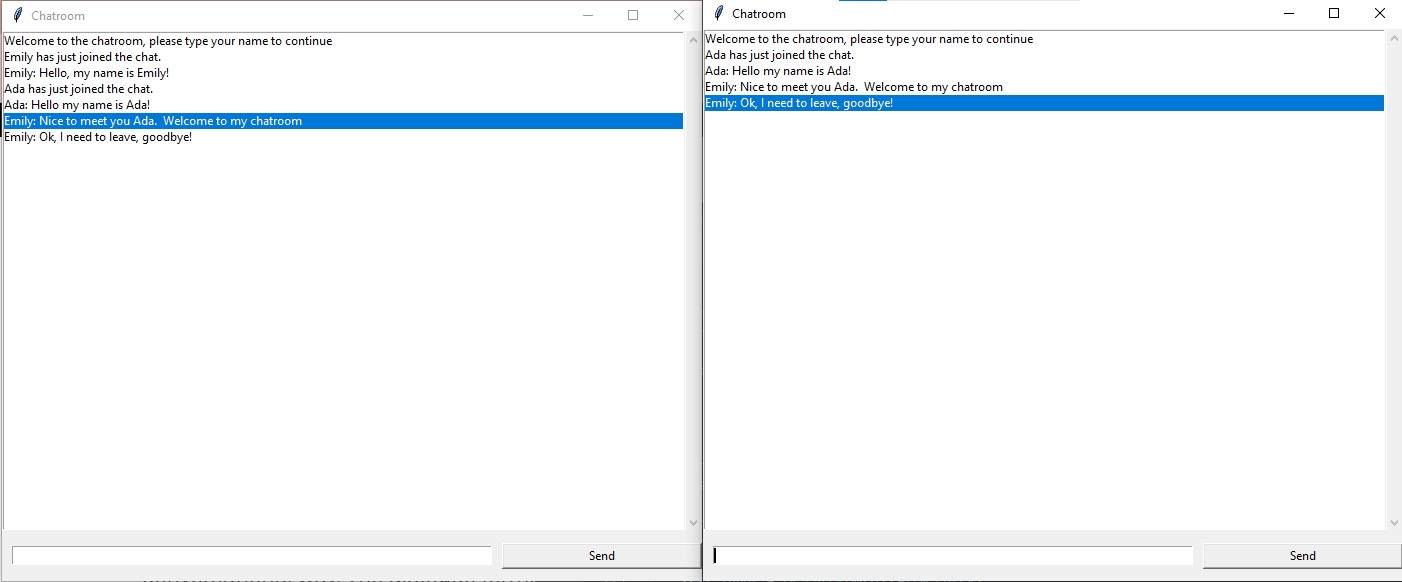 Chatroom
Welcome to the chatroom, please type your name to continue
Emily has just joined the chat.
Emily: Hello, my name is Emily!
Ada has just joined the chat.
Ada: Hello my name is Ada!
Emily: Nice to meet you Ada.  Welcome to my chatroom
Emily: Ok, I need to leave, goodbye!
Send
Chatroom
Welcome to the chatroom, please type your name to continue
Ada has just joined the chat.
Ada: Hello my name is Ada!
Emily: Nice to meet you Ada.  Welcome to my chatroom
Emily: Ok, I need to leave, goodbye!
Send